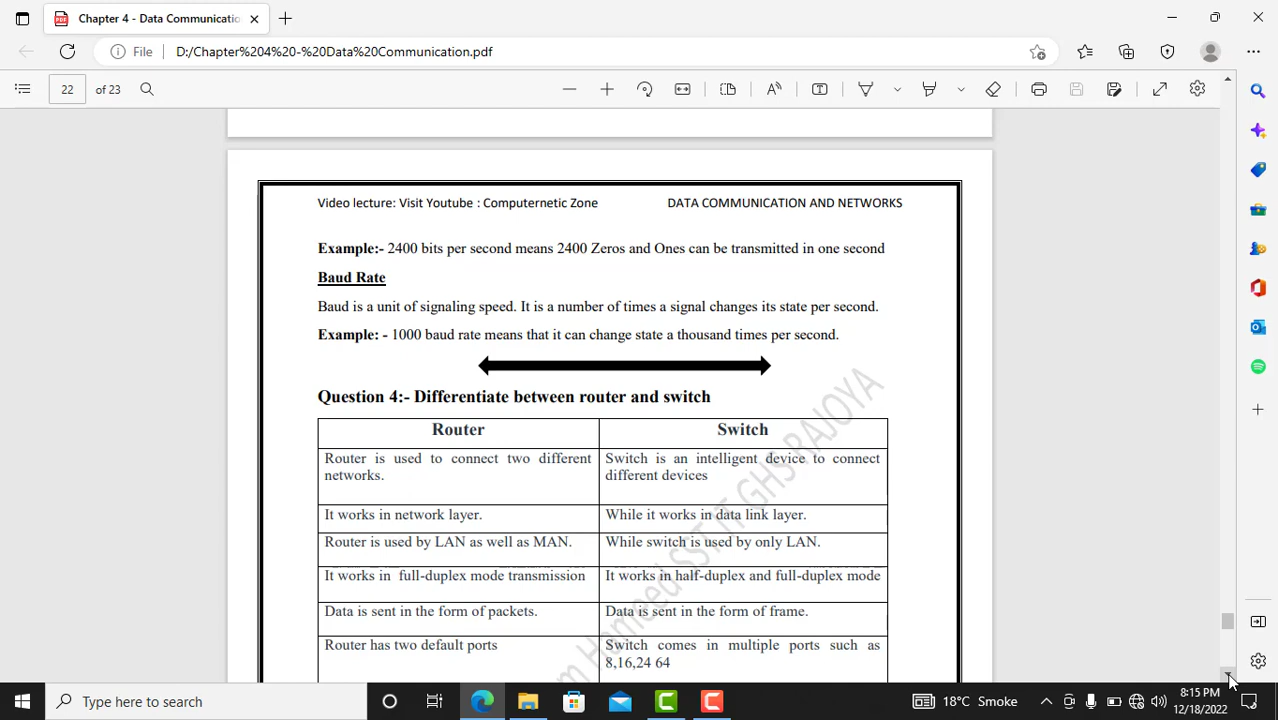 Chapter 4 - Data Communicatio
File D:/Chapter%204%20-%20Data%20Communication.pdf
22 of 23
Video lecture: Visit Youtube : Computernetic Zone DATA COMMUNICATION AND NETWORKS
Example:- 2400 bits per second means 2400 Zeros and Ones can be transmitted in one second
Baud Rate
Baud is a unit of signaling speed. It is a number of times a signal changes its state per second.
Example: - 1000 baud rate means that it can change state a thousand times per second.
Question 4:- Differentiate between router and switch
Router Switch
Router is used to connect two different
networks.
Switch is an intelligent device to connect
different devices
It works in network layer. While it works in data link layer.
Router is used by LAN as well as MAN. While switch is used by only LAN.
It works in full-duplex mode transmission It works in half-duplex and full-duplex mode
Data is sent in the form of packets. Data is sent in the form of frame.
Router has two default ports
Switch comes in multiple ports such as
8,16,24 64
m Hameed SST IT GHS RAJOYA
Type here to search
18°C Smoke
8:15 PM
12/18/2022